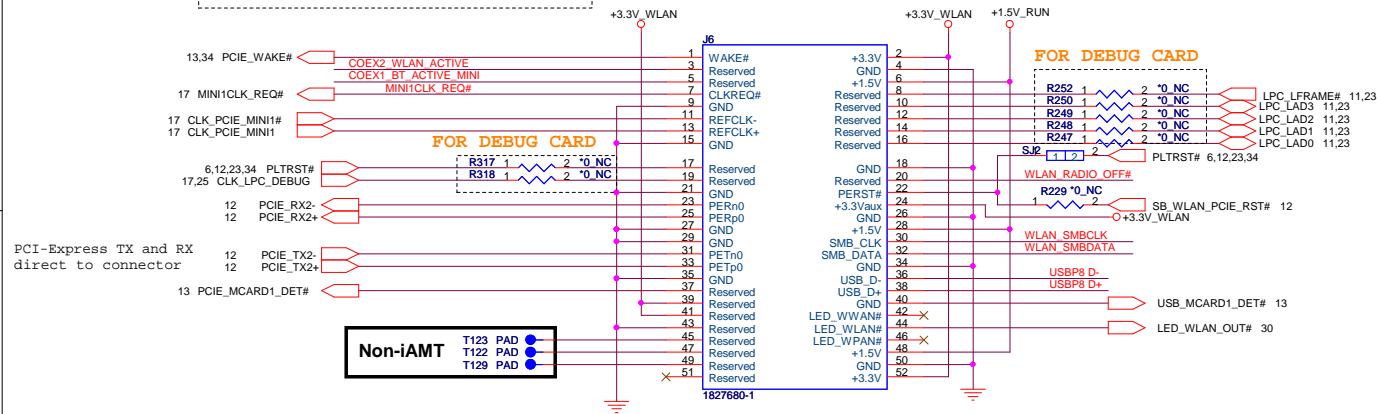 +3.3V_WLAN
+3.3V_WLAN
+1.5V_RUN
J6
FOR DEBUG CARD
13,34 PCIE_WAKE#
COEX2_WLAN_ACTIVE
COEX1_BT_ACTIVE_MINI
17 MINI1CLK_REQ#
MINI1CLK_REQ#
17 CLK_PCIE_MINI1#
17 CLK_PCIE_MINI1
FOR DEBUG CARD
6,12,23,34 PLTRST#
17,25 CLK_LPC_DEBUG
R317 1 2 *0_NC
R318 1 2 *0_NC
12 PCIE_RX2-
12 PCIE_RX2+
PCI-Express TX and RX
direct to connector
12 PCIE_TX2-
12 PCIE_TX2+
13 PCIE_MCARD1_DET#
Non-iAMT
T123 PAD
T122 PAD
T129 PAD
1 WAKE#
3 Reserved
5 Reserved
7 CLKREQ#
9 GND
11 REFCLK-
13 REFCLK+
15 GND
17 Reserved
19 Reserved
21 GND
23 PERn0
25 PERp0
27 GND
29 GND
31 PETn0
33 PETp0
35 GND
37 Reserved
39 Reserved
41 Reserved
43 Reserved
45 Reserved
47 Reserved
49 Reserved
51 Reserved
+3.3V 2
GND 4
+1.5V 6
Reserved 8
Reserved 10
Reserved 12
Reserved 14
Reserved 16
GND 18
Reserved 20
PERST# 22
+3.3Vaux 24
GND 26
+1.5V 28
SMB_CLK 30
SMB_DATA 32
GND 34
USB_D- 36
USB_D+ 38
GND 40
LED_WWAN# 42
LED_WLAN# 44
LED_WPAN# 46
+1.5V 48
GND 50
+3.3V 52
1827680-1
R252 1 2 *0_NC LPC_LFRAME# 11,23
R250 1 2 *0_NC LPC_LAD3 11,23
R249 1 2 *0_NC LPC_LAD2 11,23
R248 1 2 *0_NC LPC_LAD1 11,23
R247 1 2 *0_NC LPC_LAD0 11,23
SJ2 1 1 2 2 PLTRST# 6,12,23,34
WLAN_RADIO_OFF#
R229 *0_NC
1 2 SB_WLAN_PCIE_RST# 12
+3.3V_WLAN
WLAN_SMBCLK
WLAN_SMBDATA
USBP8 D-
USBP8 D+
USB_MCARD1_DET# 13
LED_WLAN_OUT# 30